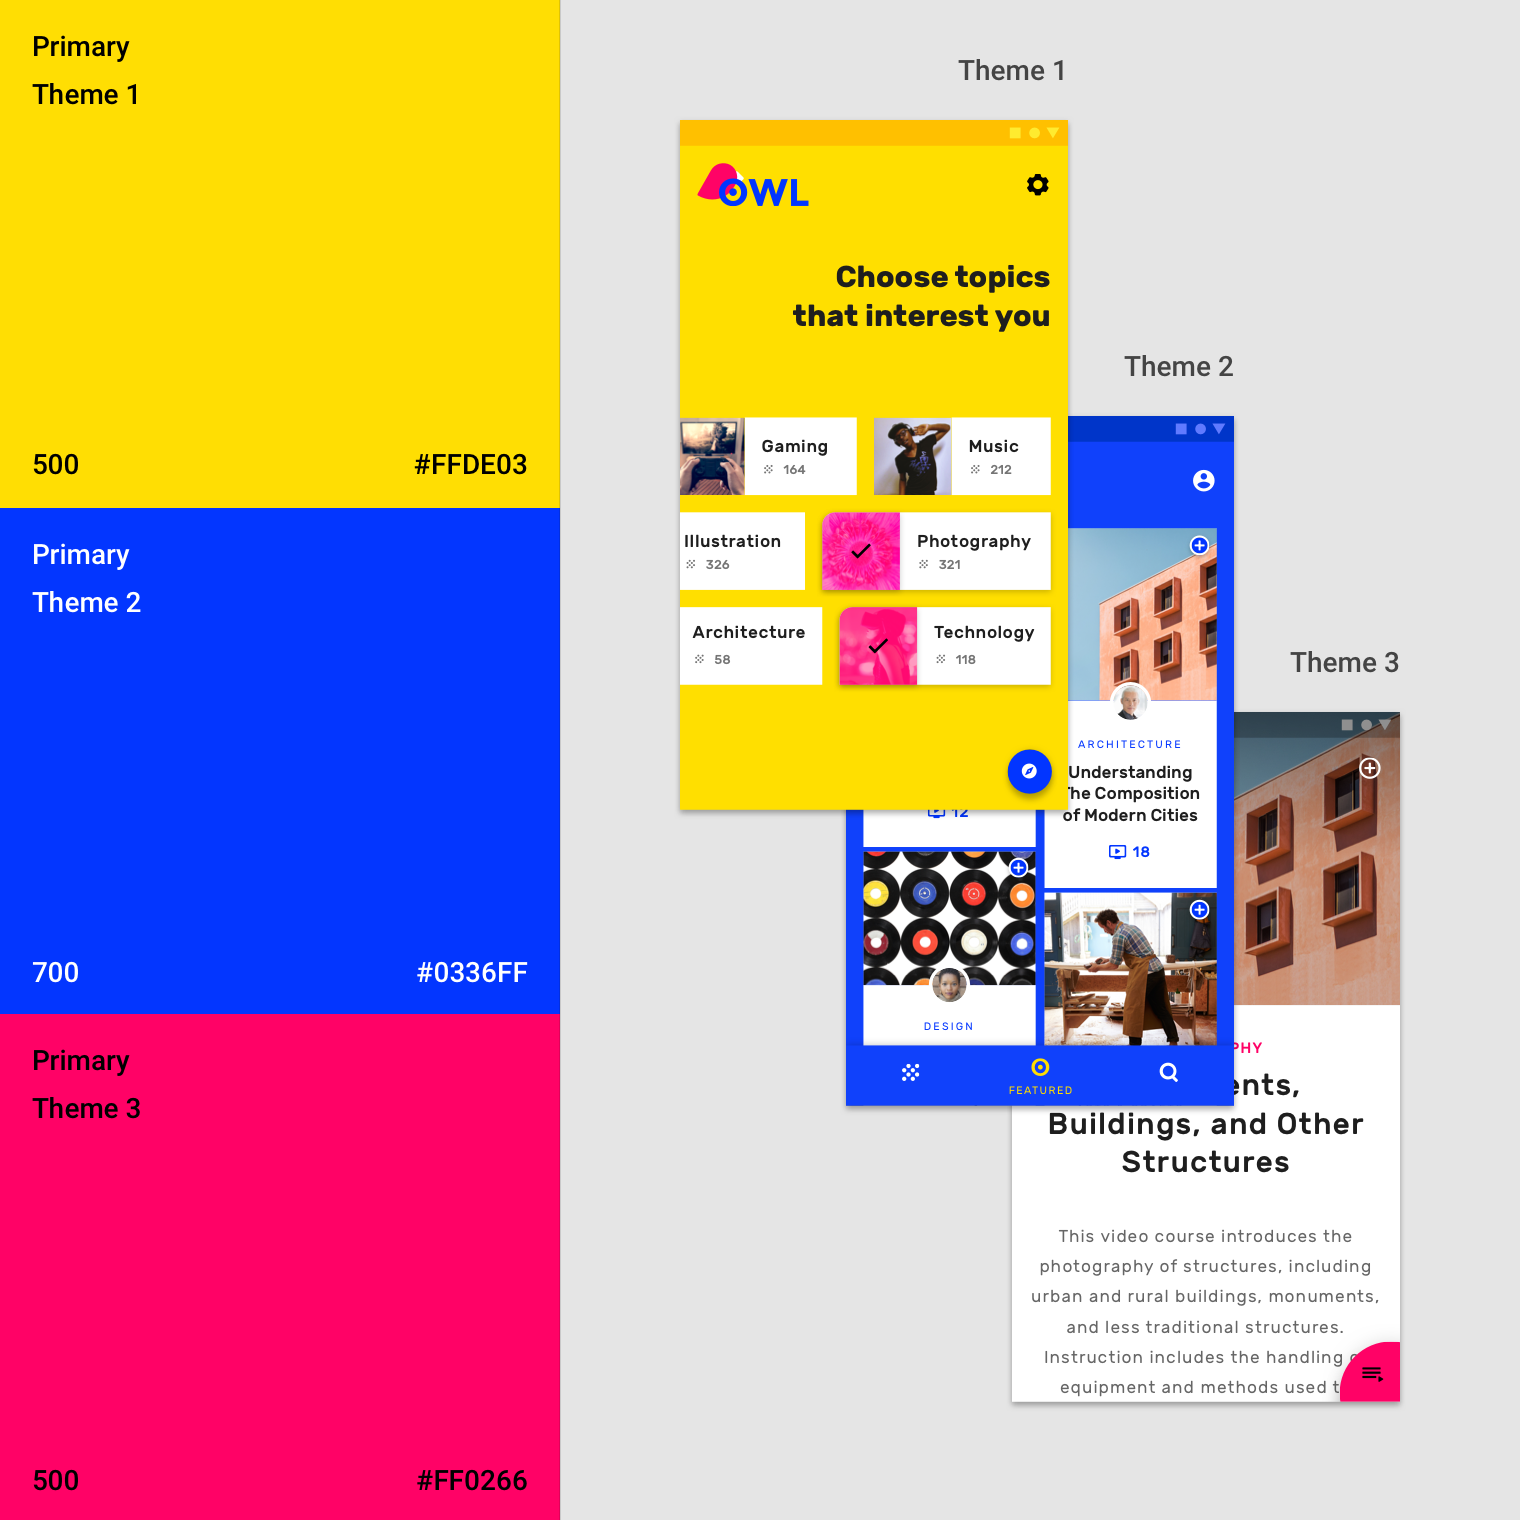 Primary
Theme 1
500 #FFDE03
Primary
Theme 2
700 #0336FF
Primary
Theme 3
500 #FF0266
Theme 1
OWL
Choose topics
that interest you
Gaming
164
Music
212
Illustration
326
Photography
321
Architecture
58
Technology
118
Theme 2
ARCHITECTURE
Understanding
The Composition
of Modern Cities
18
12
DESIGN
FEATURED
Theme 3
Buildings, and Other
Structures
This video course introduces the
photography of structures, including
urban and rural buildings, monuments,
and less traditional structures.
Instruction includes the handling
equipment and methods used